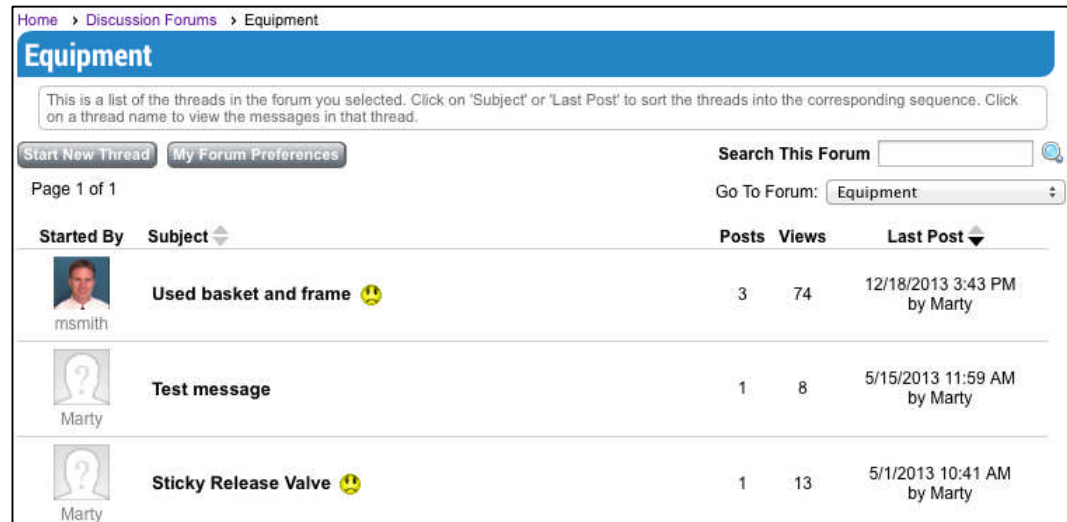 Home > Discussion Forums > Equipment
Equipment
This is a list of the threads in the forum you selected. Click on 'Subject' or 'Last Post' to sort the threads into the corresponding sequence. Click
on a thread name to view the messages in that thread.
Start New Thread My Forum Preferences Search This Forum
Page 1 of 1 Go To Forum: Equipment
Started By Subject Posts Views Last Post
Used basket and frame 3 74 12/18/2013 3:43 PM
by Marty
msmith
Test message 1 8 5/15/2013 11:59 AM
by Marty
Marty
Sticky Release Valve 1 13 5/1/2013 10:41 AM
by Marty
Marty